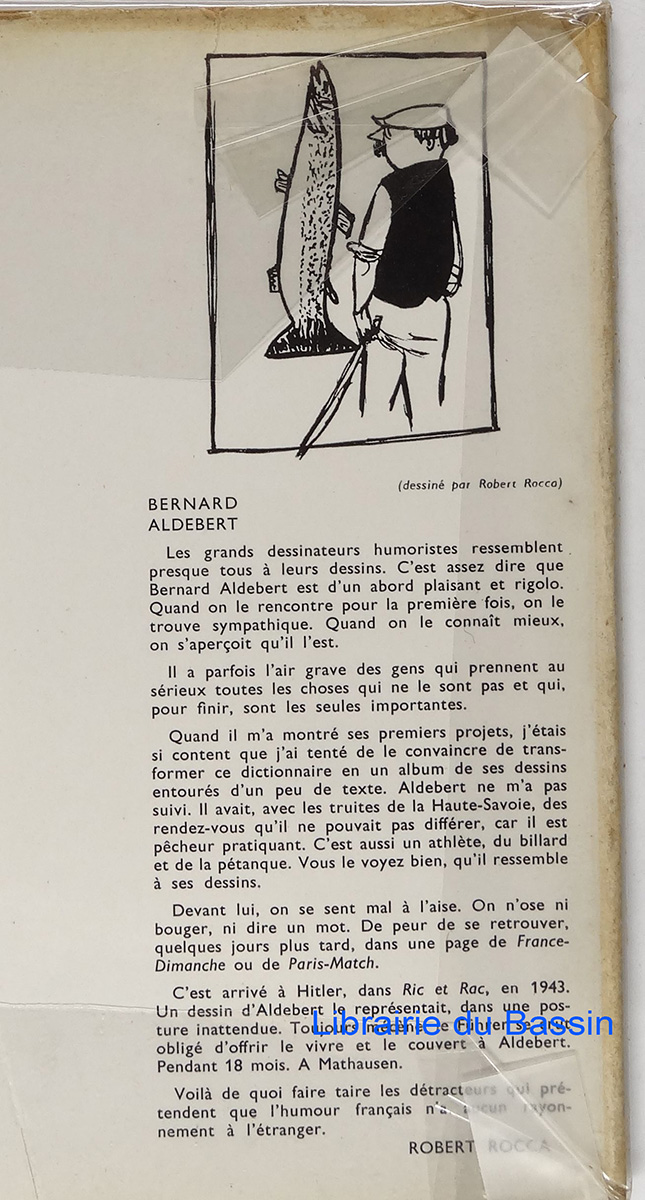 (dessiné par Robert Rocca)
BERNARD
ALDEBERT
Les grands dessinateurs humoristes ressemblent
presque tous à leurs dessins. C'est assez dire que
Bernard Aldebert est d'un abord plaisant et rigolo.
Quand on le rencontre pour la première fois, on le
trouve sympathique. Quand on le connaît mieux,
on s'aperçoit qu'il l'est.
Il a parfois l'air grave des gens qui prennent au
sérieux toutes les choses qui ne le sont pas et qui,
pour finir, sont les seules importantes.
Quand il m'a montré ses premiers projets, j'étais
si content que j'ai tenté de le convaincre de trans-
former ce dictionnaire en un album de ses dessins
entourés d'un peu de texte. Aldebert ne m'a pas
suivi. Il avait, avec les truites de la Haute-Savoie, des
rendez-vous qu'il ne pouvait pas différer, car il est
pêcheur pratiquant. C'est aussi un athlète, du billard
et de la pétanque. Vous le voyez bien, qu'il ressemble
à ses dessins.
Devant lui, on se sent mal à l'aise. On n'ose ni
bouger, ni dire un mot. De peur de se retrouver,
quelques jours plus tard, dans une page de France-
Dimanche ou de Paris-Match.
C'est arrivé à Hitler, dans Ric et Rac, en 1943.
Un dessin d'Aldebert le représentait, dans une pos-
ture inattendue. Toujours le Führer se crut
Librairie du Bassin
obligé d'offrir le vivre et le couvert à Aldebert.
Pendant 18 mois. A Mathausen.
Voilà de quoi faire taire les détracteurs qui pré-
tendent que l'humour français n'a aucun rayon-
nement à l'étranger.
ROBERT ROCCA